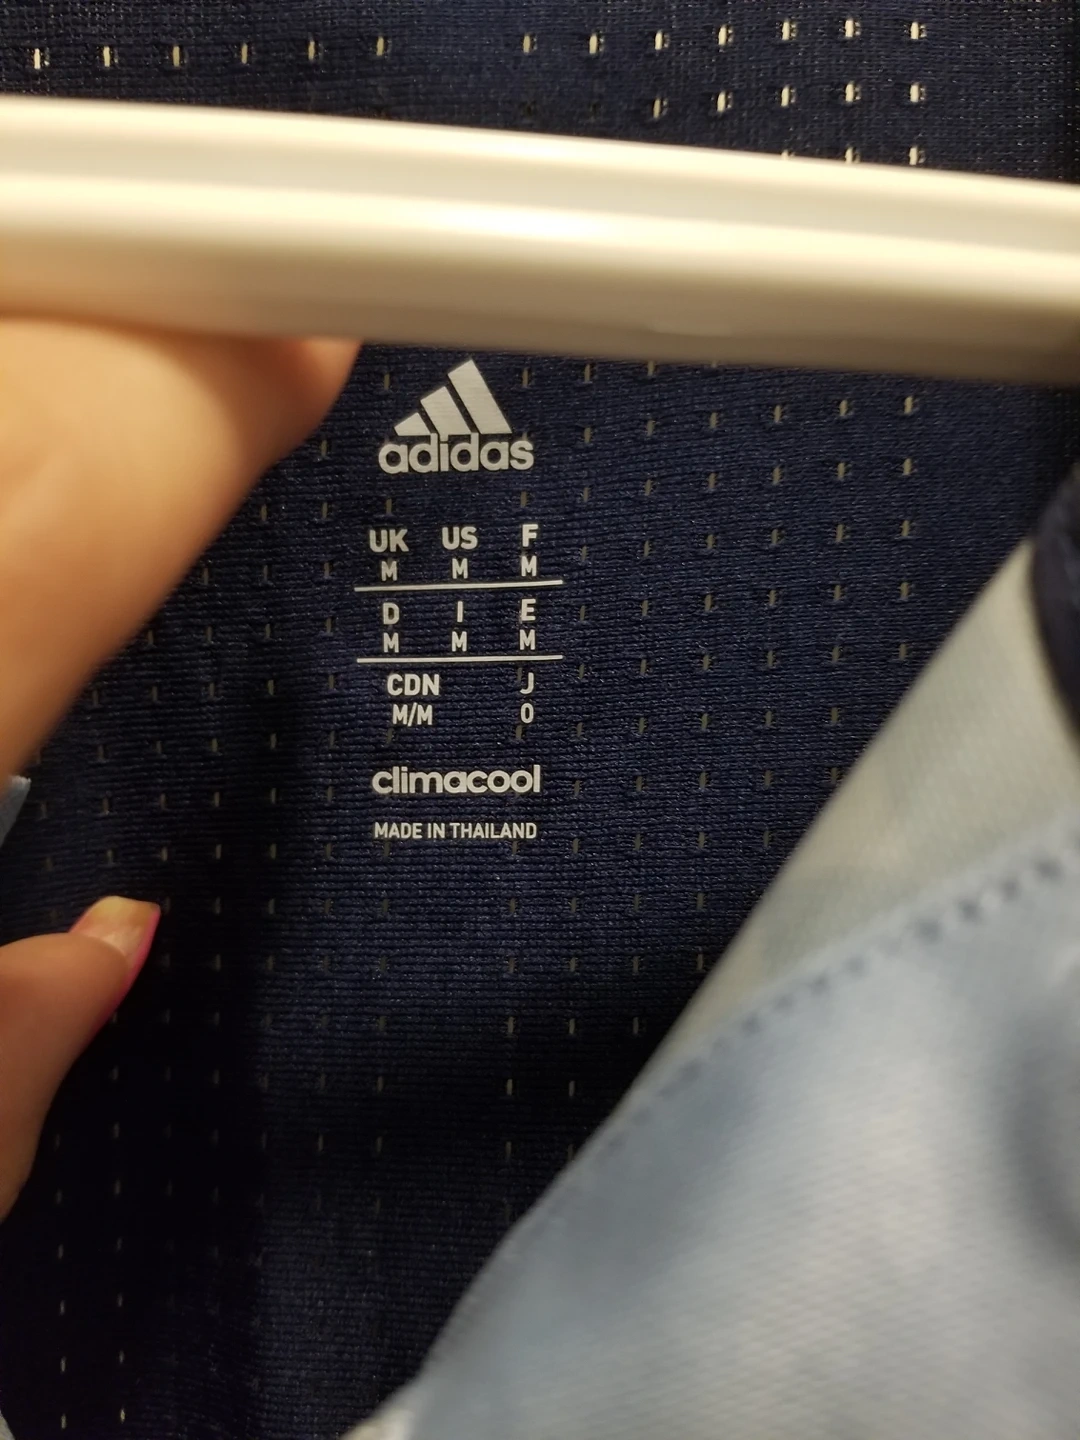 adidas
UK US F
M M M
D I E
M M M
CDN J
M/M O
climacool
MADE IN THAILAND